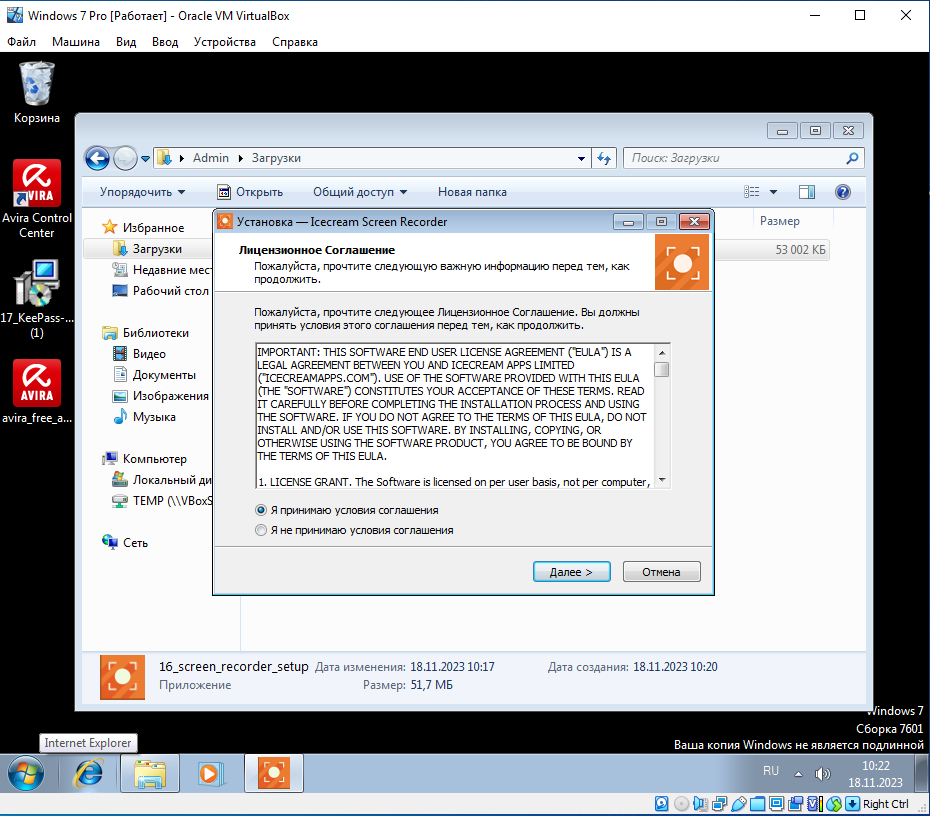 Windows 7 Pro [Работает] - Oracle VM VirtualBox
Файл Машина Вид Ввод Устройства Справка
Корзина
AVIRA
Avira Control
Center
17_KeePass-...
(1)
AVIRA
avira_free_a...
Admin Загрузки
Поиск: Загрузки
Упорядочить Открыть Общий доступ Новая папка
Избранное
Загрузки
Недавние мест
Рабочий стол
Библиотеки
Видео
Документы
Изображения
Музыка
Компьютер
Локальный ди
TEMP (\\VBoxS
Сеть
Размер
53 002 КБ
Установка — Icecream Screen Recorder
Лицензионное Соглашение
Пожалуйста, прочтите следующую важную информацию перед тем, как
продолжить.
Пожалуйста, прочтите следующее Лицензионное Соглашение. Вы должны
принять условия этого соглашения перед тем, как продолжить.
IMPORTANT: THIS SOFTWARE END USER LICENSE AGREEMENT ("EULA") IS A
LEGAL AGREEMENT BETWEEN YOU AND ICECREAM APPS LIMITED
("ICECREAMAPPS.COM"). USE OF THE SOFTWARE PROVIDED WITH THIS EULA
(THE "SOFTWARE") CONSTITUTES YOUR ACCEPTANCE OF THESE TERMS. READ
IT CAREFULLY BEFORE COMPLETING THE INSTALLATION PROCESS AND USING
THE SOFTWARE. IF YOU DO NOT AGREE TO THE TERMS OF THIS EULA, DO NOT
INSTALL AND/OR USE THIS SOFTWARE. BY INSTALLING, COPYING, OR
OTHERWISE USING THE SOFTWARE PRODUCT, YOU AGREE TO BE BOUND BY
THE TERMS OF THIS EULA.
1. LICENSE GRANT. The Software is licensed on per user basis, not per computer,
Я принимаю условия соглашения
Я не принимаю условия соглашения
Далее > Отмена
16_screen_recorder_setup Дата изменения: 18.11.2023 10:17 Дата создания: 18.11.2023 10:20
Приложение Размер: 51,7 МБ
Windows 7
Сборка 7601
Ваша копия Windows не является подлинной
Internet Explorer
RU
10:22
18.11.2023
Right Ctrl